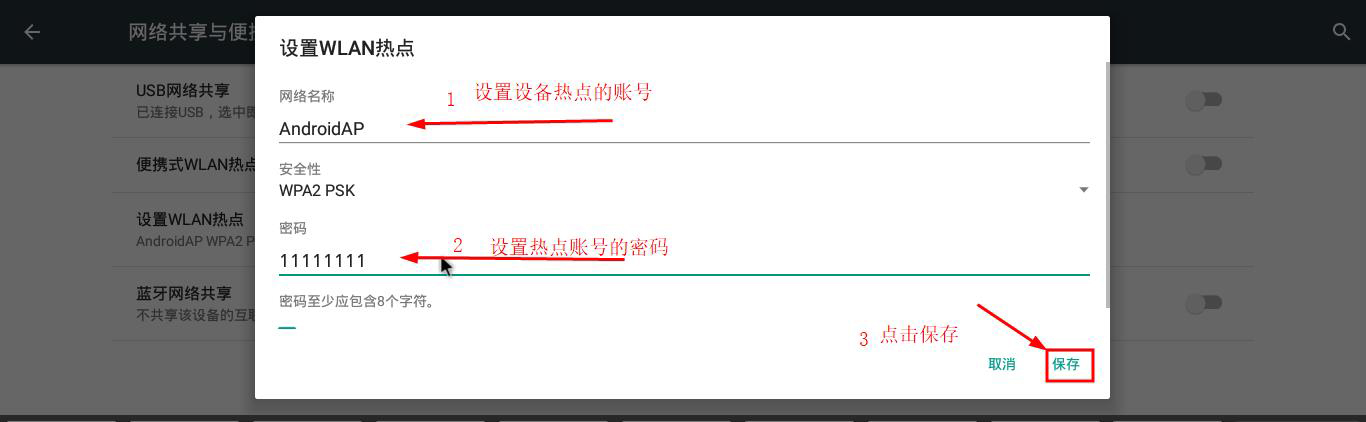 网络共享与便携
设置WLAN热点
USB网络共享
已连接USB，选中即
网络名称
1 设置设备热点的账号
AndroidAP
便携式WLAN热点
安全性
WPA2 PSK
设置WLAN热点
AndroidAP WPA2 P
密码
2 设置热点账号的密码
11111111
蓝牙网络共享
不共享该设备的互联
密码至少应包含8个字符。
3 点击保存
取消
保存